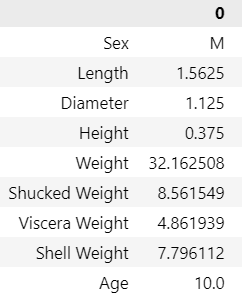 0
Sex M
Length 1.5625
Diameter 1.125
Height 0.375
Weight 32.162508
Shucked Weight 8.561549
Viscera Weight 4.861939
Shell Weight 7.796112
Age 10.0